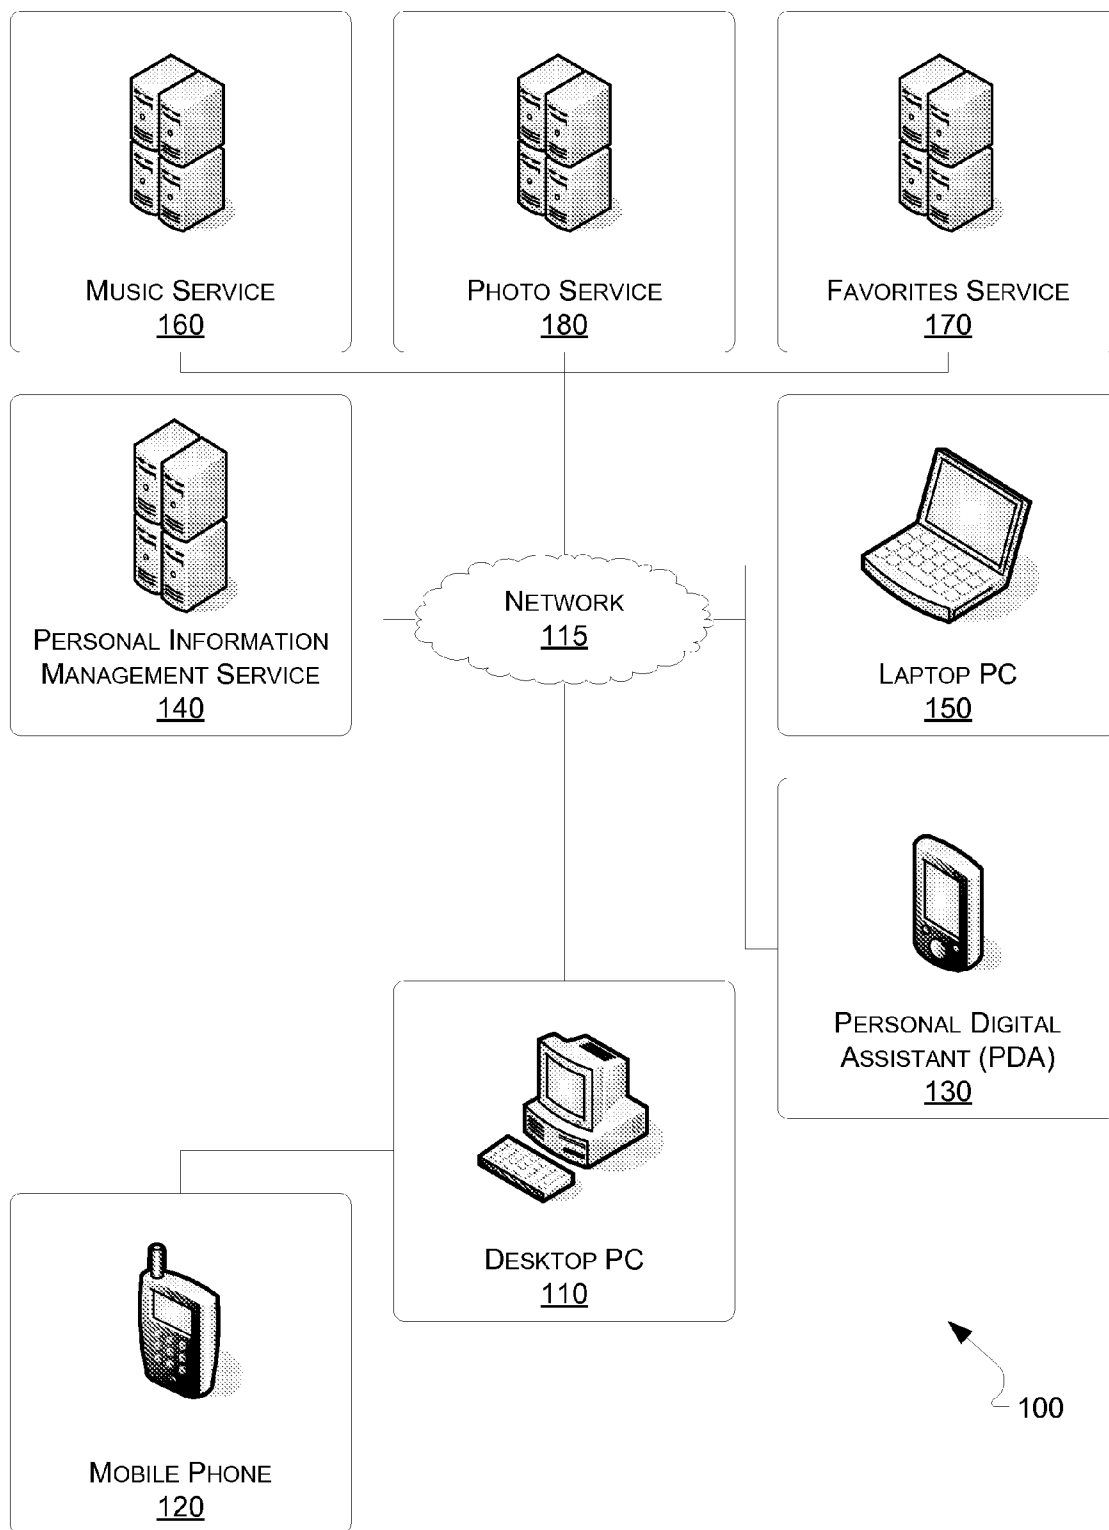 MUSIC SERVICE
160
PHOTO SERVICE
180
FAVORITES SERVICE
170
PERSONAL INFORMATION
MANAGEMENT SERVICE
140
NETWORK
115
LAPTOP PC
150
PERSONAL DIGITAL
ASSISTANT (PDA)
130
DESKTOP PC
110
MOBILE PHONE
120
100